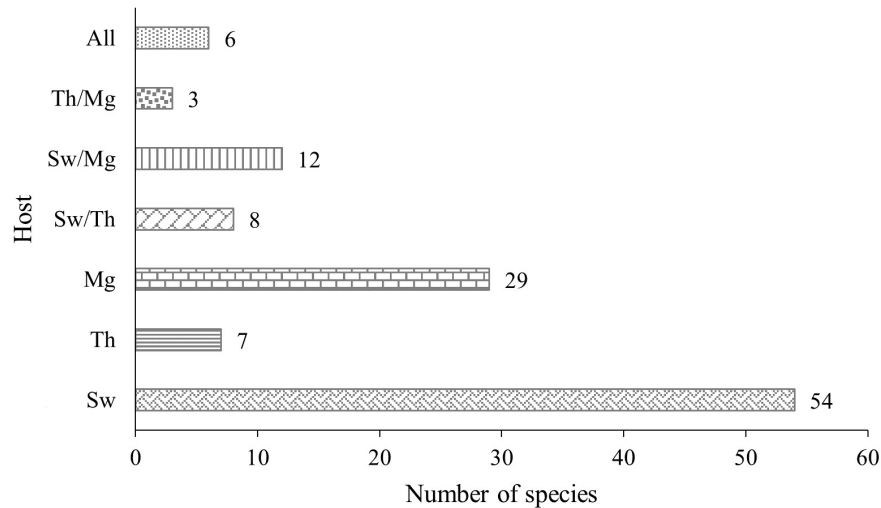 All 6
Th/Mg 3
Sw/Mg 12
Sw/Th 8
Host
Mg 29
Th 7
Sw 54
0 10 20 30 40 50 60
Number of species